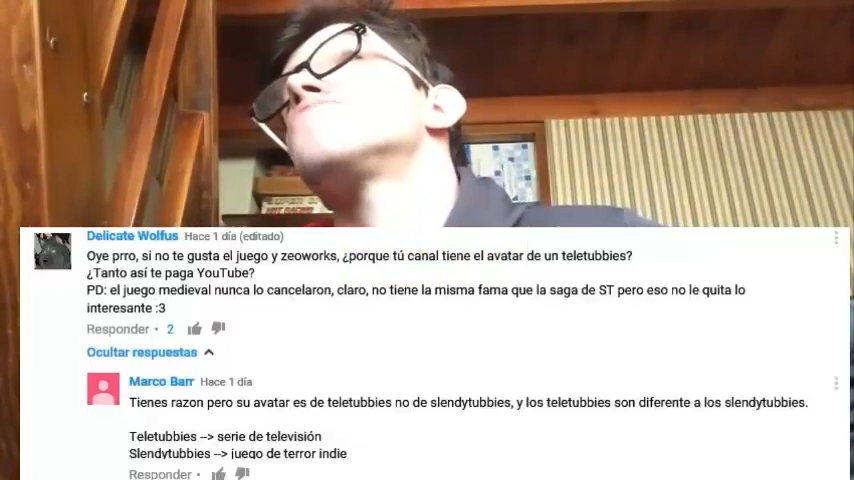 Delicate Wolfus Hace 1 día (editado)
Oye prro, si no te gusta el juego y zeoworks, ¿porque tú canal tiene el avatar de un teletubbies?
¿Tanto así te paga YouTube?
PD: el juego medieval nunca lo cancelaron, claro, no tiene la misma fama que la saga de ST pero eso no le quita lo
interesante :3
Responder • 2
Ocultar respuestas
Marco Barr Hace 1 día
Tienes razon pero su avatar es de teletubbies no de slendytubbies, y los teletubbies son diferente a los slendytubbies.
Teletubbies --> serie de televisión
Slendytubbies --> juego de terror indie
Responder •